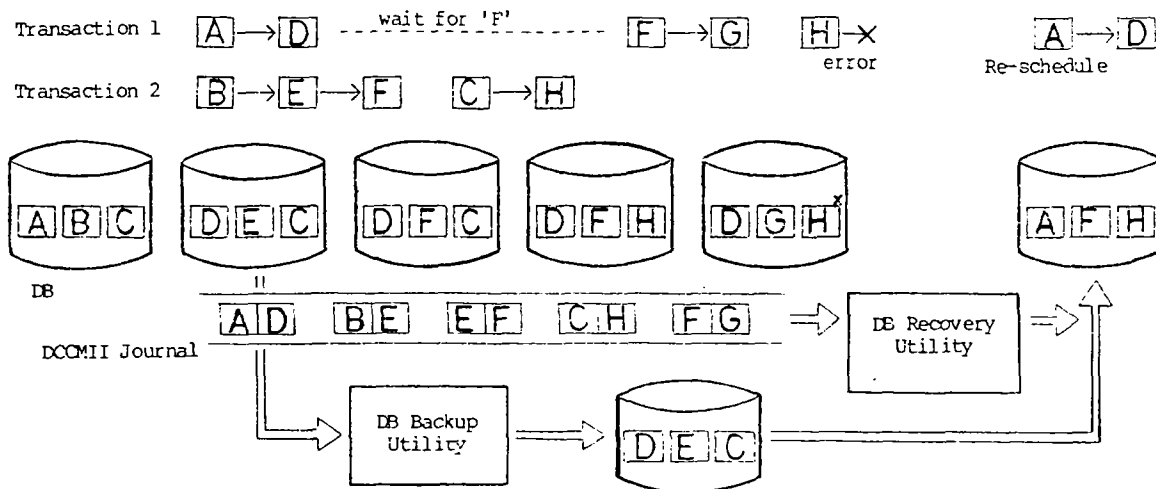 Transaction 1 A D wait for 'F' F G H error A D Re-schedule
Transaction 2 B E F C H
A B C D E C D F C D F H D G H x A F H
DB
A D B E E F C H F G
DCCMII Journal
DB Recovery Utility
DB Backup Utility
D E C